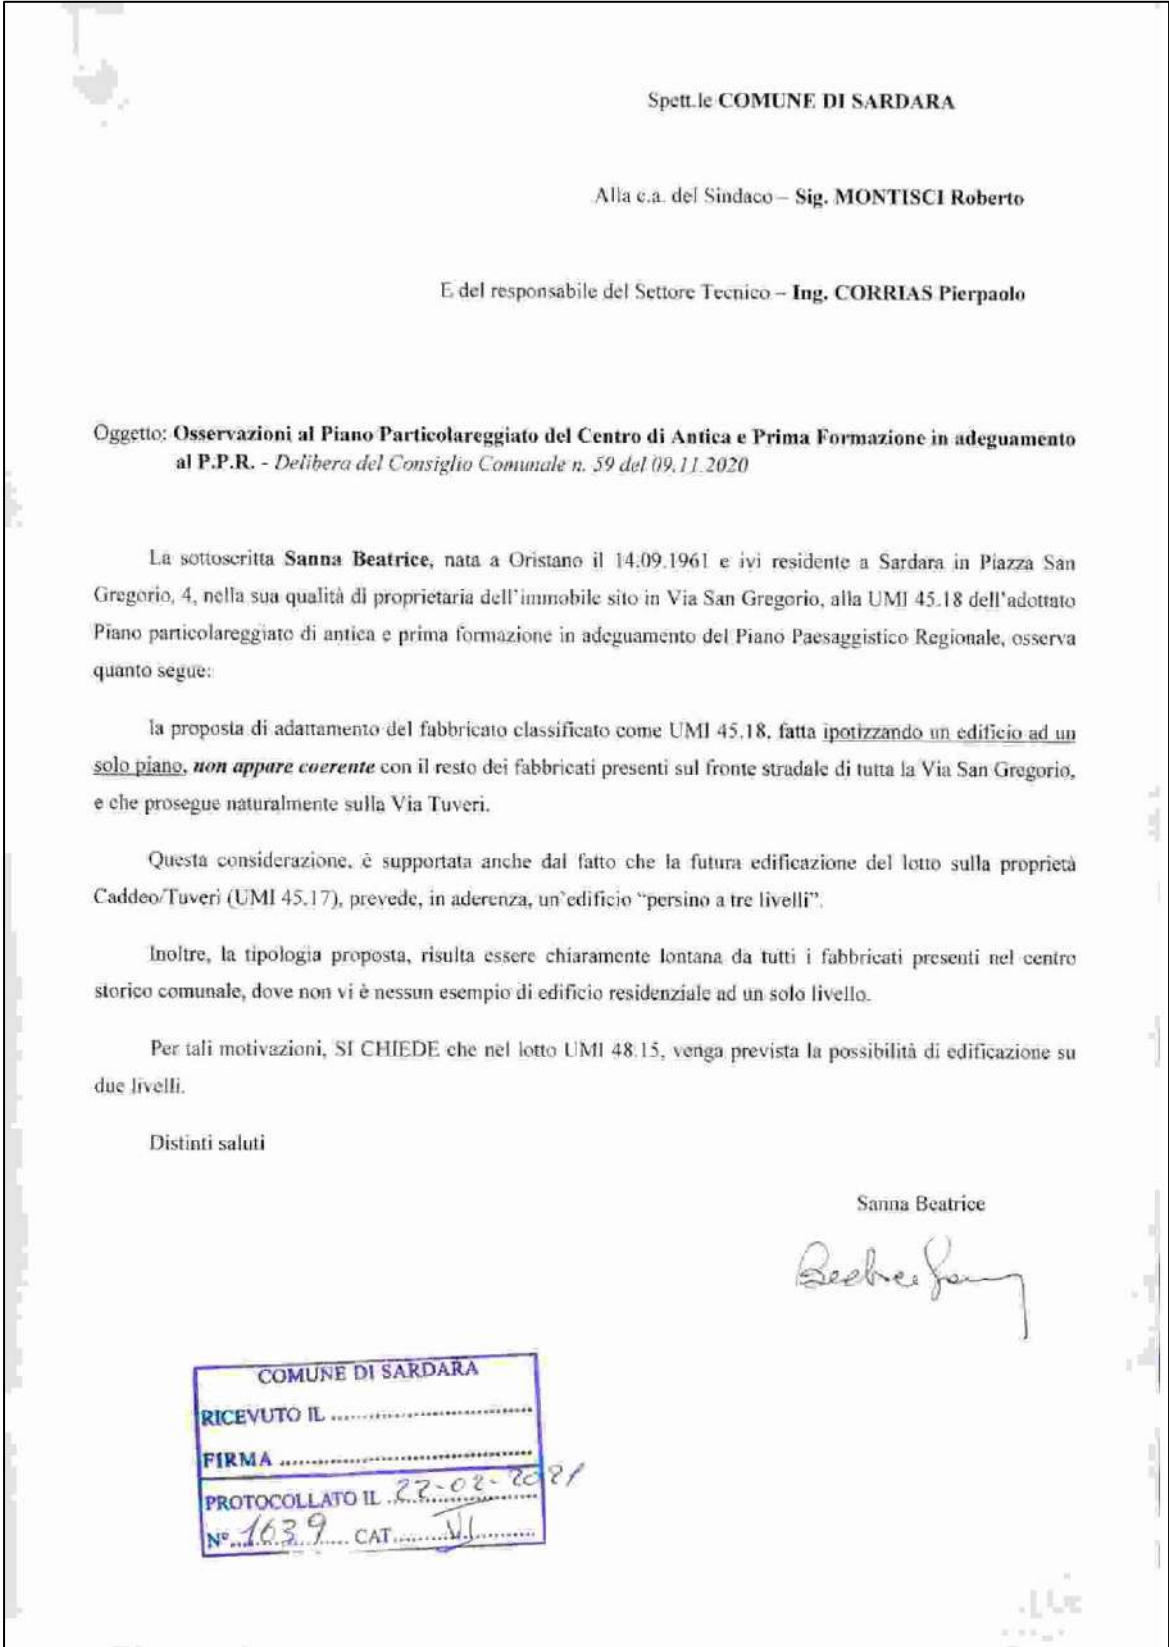 Spett.le COMUNE DI SARDARA
Alla c.a. del Sindaco – Sig. MONTISCI Roberto
E del responsabile del Settore Tecnico – Ing. CORRIAS Pierpaolo
Oggetto: Osservazioni al Piano Particolareggiato del Centro di Antica e Prima Formazione in adeguamento
al P.P.R. - Delibera del Consiglio Comunale n. 59 del 09.11.2020
La sottoscritta Sanna Beatrice, nata a Oristano il 14.09.1961 e ivi residente a Sardara in Piazza San
Gregorio, 4, nella sua qualità di proprietaria dell'immobile sito in Via San Gregorio, alla UMI 45.18 dell'adottato
Piano particolareggiato di antica e prima formazione in adeguamento del Piano Paesaggistico Regionale, osserva
quanto segue:
la proposta di adattamento del fabbricato classificato come UMI 45.18, fatta ipotizzando un edificio ad un
solo piano, non appare coerente con il resto dei fabbricati presenti sul fronte stradale di tutta la Via San Gregorio,
e che prosegue naturalmente sulla Via Tuveri.
Questa considerazione, è supportata anche dal fatto che la futura edificazione del lotto sulla proprietà
Caddeo/Tuveri (UMI 45.17), prevede, in aderenza, un'edificio “persino a tre livelli”.
Inoltre, la tipologia proposta, risulta essere chiaramente lontana da tutti i fabbricati presenti nel centro
storico comunale, dove non vi è nessun esempio di edificio residenziale ad un solo livello.
Per tali motivazioni, SI CHIEDE che nel lotto UMI 48.15, venga prevista la possibilità di edificazione su
due livelli.
Distinti saluti
Sanna Beatrice
COMUNE DI SARDARA
RICEVUTO IL
FIRMA
PROTOCOLLATO IL 22-02-2021
N° 1639 CAT. VI